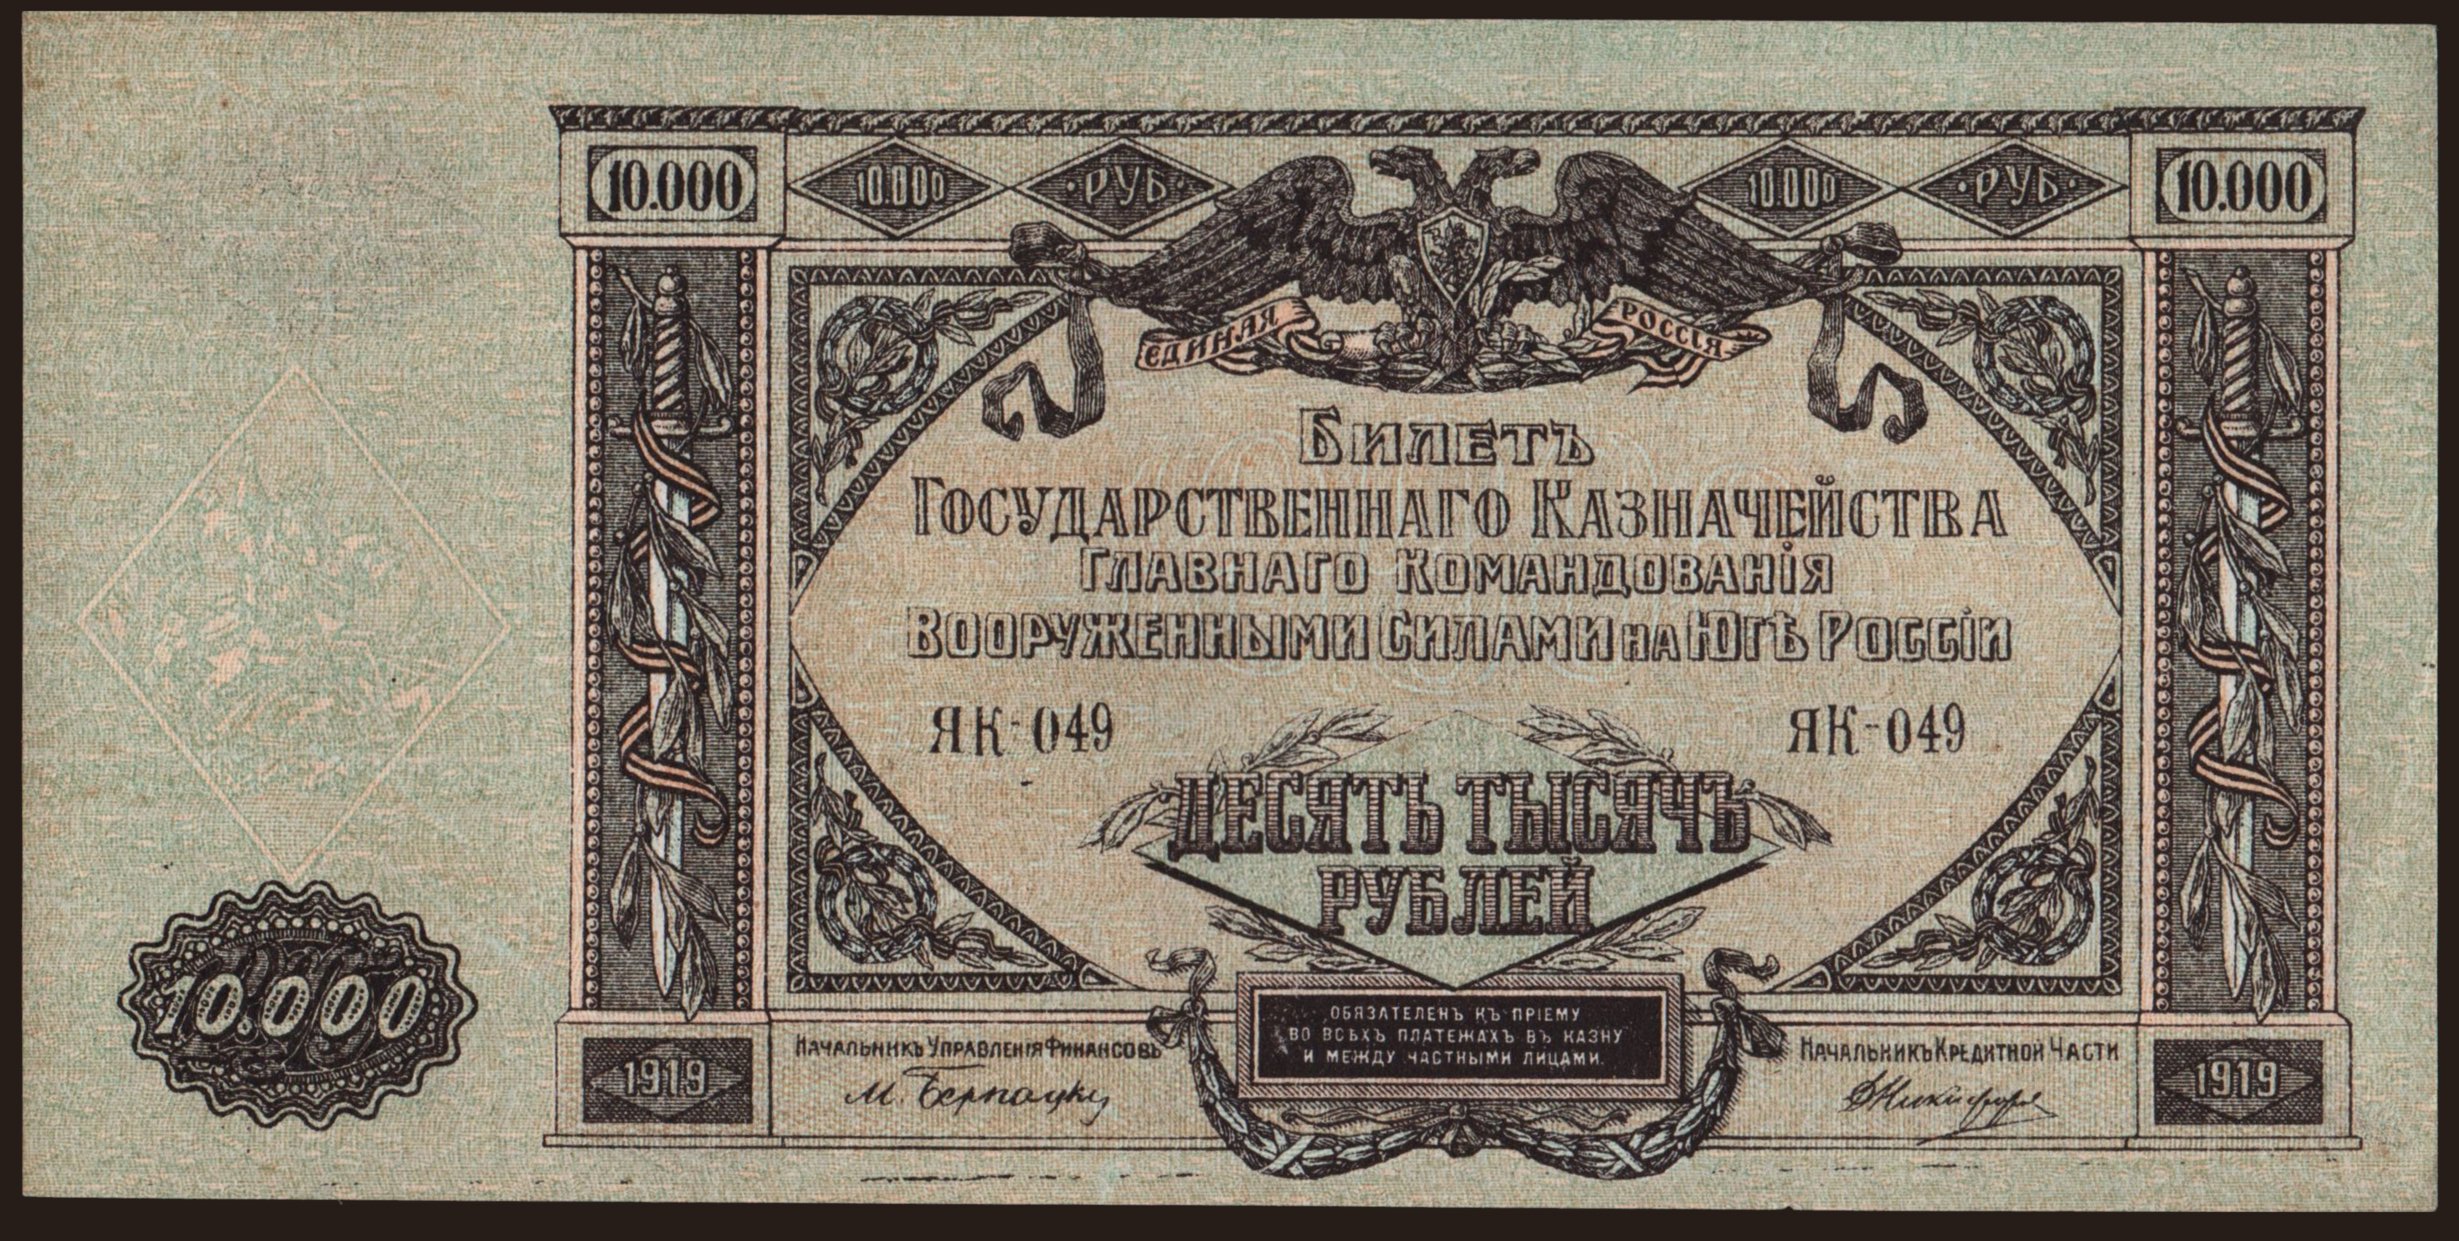 10.000
10.000
·РУБ·
10.000
·РУБ·
10.000
ЕДИНАЯ
РОССІЯ
БИЛЕТЪ
ГОСУДАРСТВЕННАГО КАЗНАЧЕЙСТВА
ГЛАВНАГО КОМАНДОВАНІЯ
ВООРУЖЕННЫМИ СИЛАМИ НА ЮГѢ РОССІИ
ЯК-049
ЯК-049
ДЕСЯТЬ ТЫСЯЧЪ
РУБЛЕЙ
10.000
ОБЯЗАТЕЛЕНЪ КЪ ПРІЕМУ
ВО ВСѢХЪ ПЛАТЕЖАХЪ ВЪ КАЗНУ
И МЕЖДУ ЧАСТНЫМИ ЛИЦАМИ.
1919
НАЧАЛЬНИКЪ УПРАВЛЕНІЯ ФИНАНСОВЪ
М. Бернацкій
НАЧАЛЬНИКЪ КРЕДИТНОЙ ЧАСТИ
1919